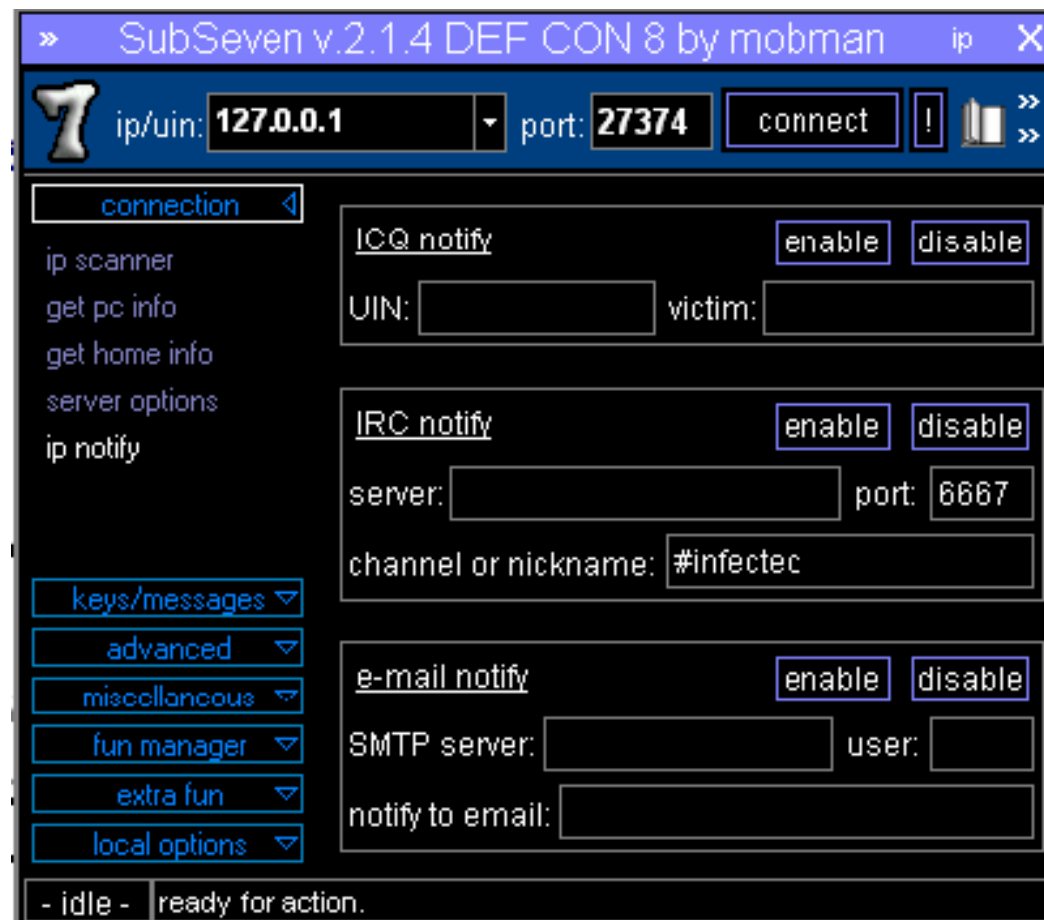 » SubSeven v.2.1.4 DEF CON 8 by mobman ip X
7 ip/uin: 127.0.0.1 port: 27374 connect ! »
»
connection
ip scanner
get pc info
get home info
server options
ip notify
keys/messages
advanced
miscellaneous
fun manager
extra fun
local options
ICQ notify enable disable
UIN: victim:
IRC notify enable disable
server: port: 6667
channel or nickname: #infectec
e-mail notify enable disable
SMTP server: user:
notify to email:
- idle - ready for action.